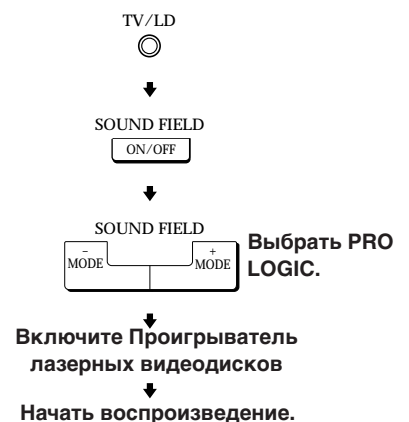 TV/LD
SOUND FIELD
ON/OFF
SOUND FIELD
– MODE + MODE
Выбрать PRO
LOGIC.
Включите Проигрыватель
лазерных видеодисков
Начать воспроизведение.